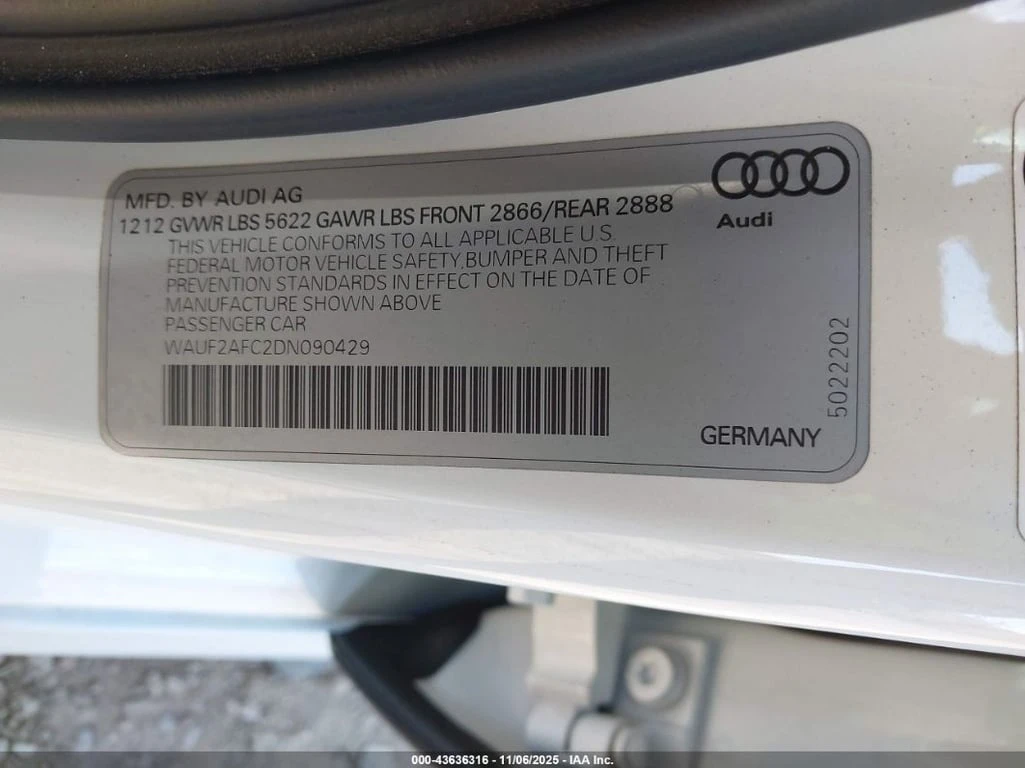 MFD. BY AUDI AG
1212 GVWR LBS 5622 GAWR LBS FRONT 2866/REAR 2888
THIS VEHICLE CONFORMS TO ALL APPLICABLE U.S
FEDERAL MOTOR VEHICLE SAFETY,BUMPER AND THEFT
PREVENTION STANDARDS IN EFFECT ON THE DATE OF
MANUFACTURE SHOWN ABOVE
PASSENGER CAR
WAUF2AFC2DN090429
Audi
5022202
GERMANY
000-43636316 - 11/06/2025 - IAA Inc.